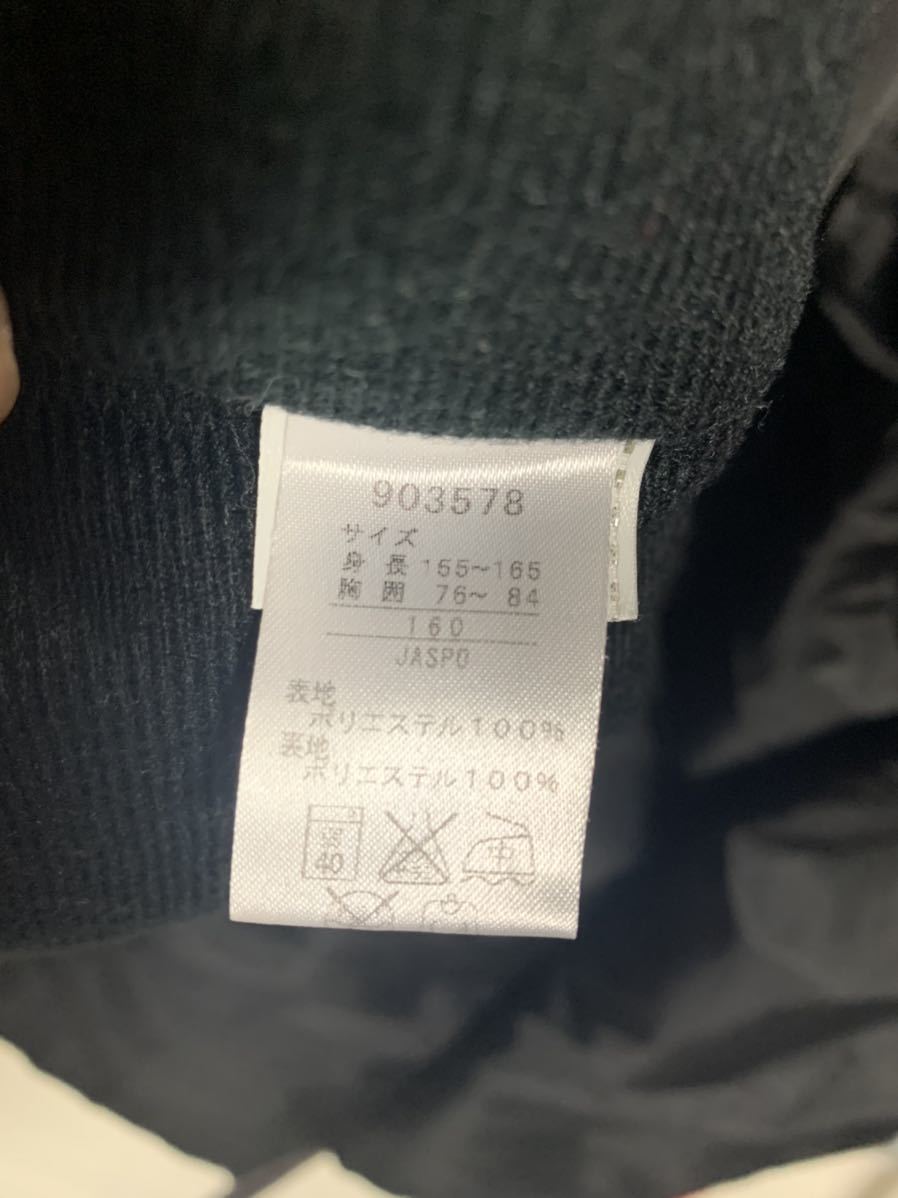 903578
サイズ
身長 155～165
胸囲 76～ 84
160
JASPO
表地
ポリエステル100%
裏地
ポリエステル100%
40
中